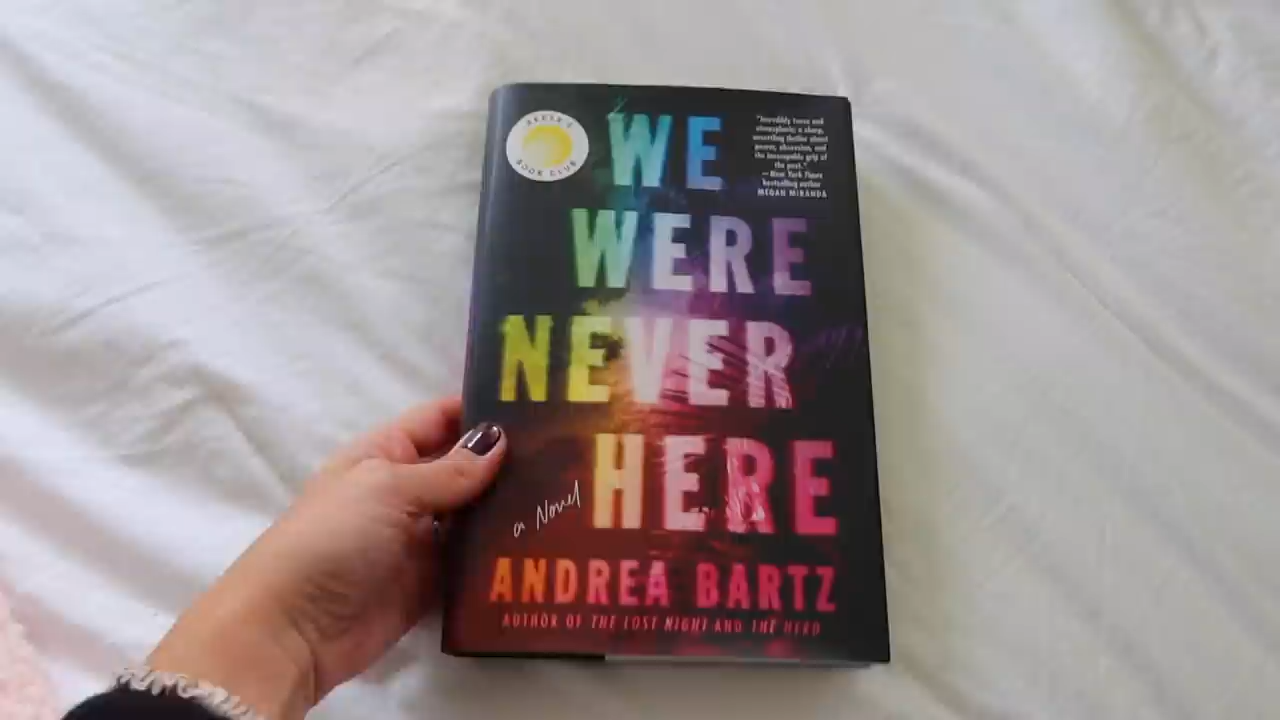 REESE'S
BOOK CLUB
WE
WERE
NEVER
HERE
"Incredibly tense and
atmospheric; a sharp,
unsettling thriller about
power, obsession, and
the inescapable grip of
the past."
— New York Times
bestselling author
MEGAN MIRANDA
a Novel
ANDREA BARTZ
AUTHOR OF THE LOST NIGHT AND THE HERD